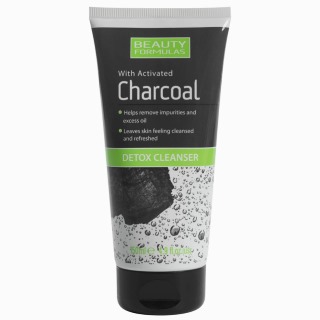 BEAUTY
FORMULAS
With Activated
Charcoal
Helps remove impurities and
excess oil
Leaves skin feeling cleansed
and refreshed
DETOX CLEANSER